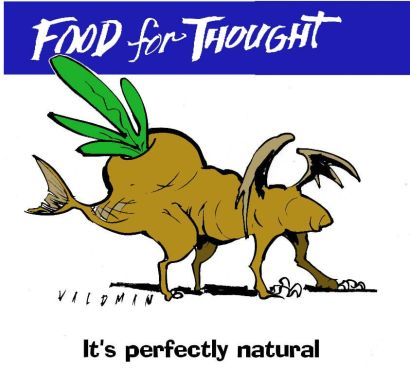 FOOD for THOUGHT
VALDMAN
It's perfectly natural